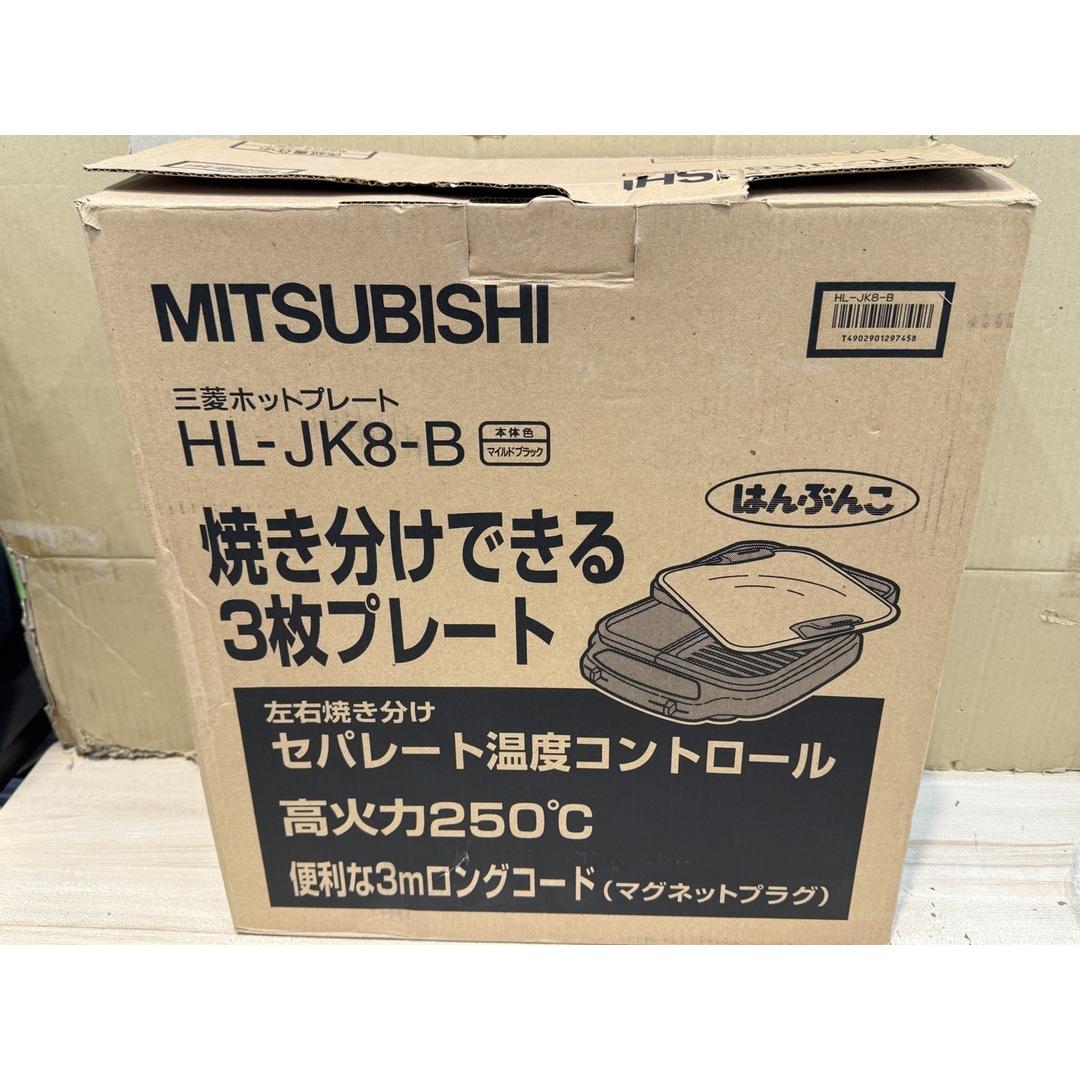 MITSUBISHI
HL-JK8-B
T4902901297458
三菱ホットプレート
HL-JK8-B
本体色
マイルドブラック
はんぶんこ
焼き分けできる
3枚プレート
左右焼き分け
セパレート温度コントロール
高火力250℃
便利な3mロングコード(マグネットプラグ)